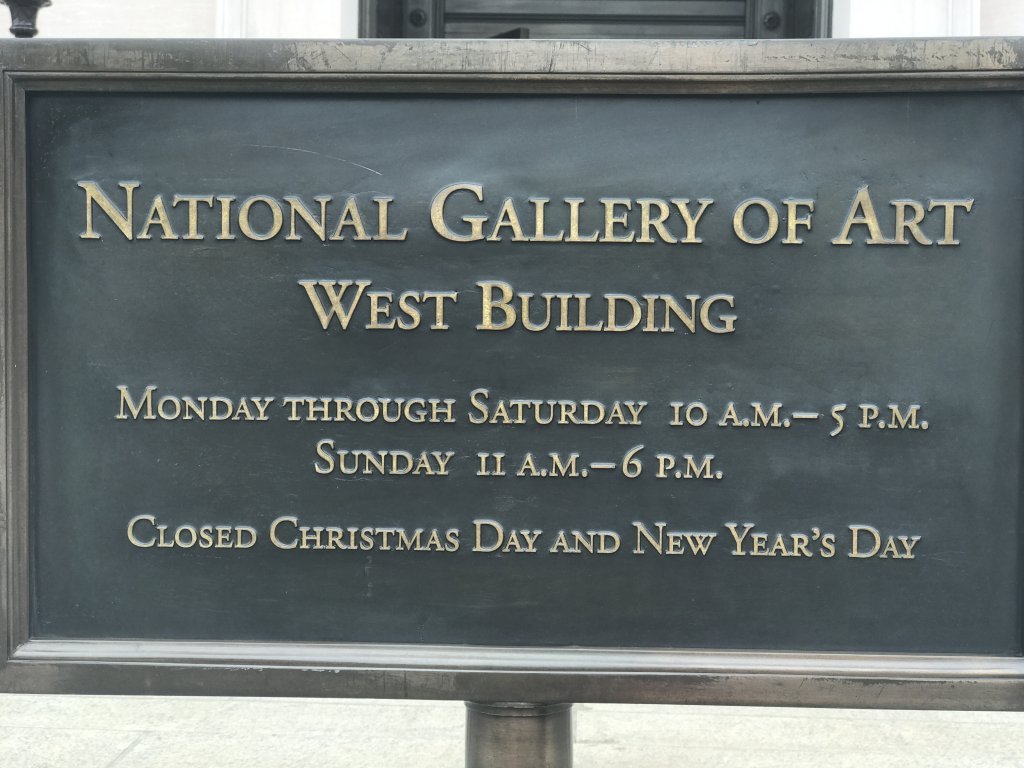 NATIONAL GALLERY OF ART
WEST BUILDING
MONDAY THROUGH SATURDAY 10 A.M.–5 P.M.
SUNDAY 11 A.M.–6 P.M.
CLOSED CHRISTMAS DAY AND NEW YEAR'S DAY